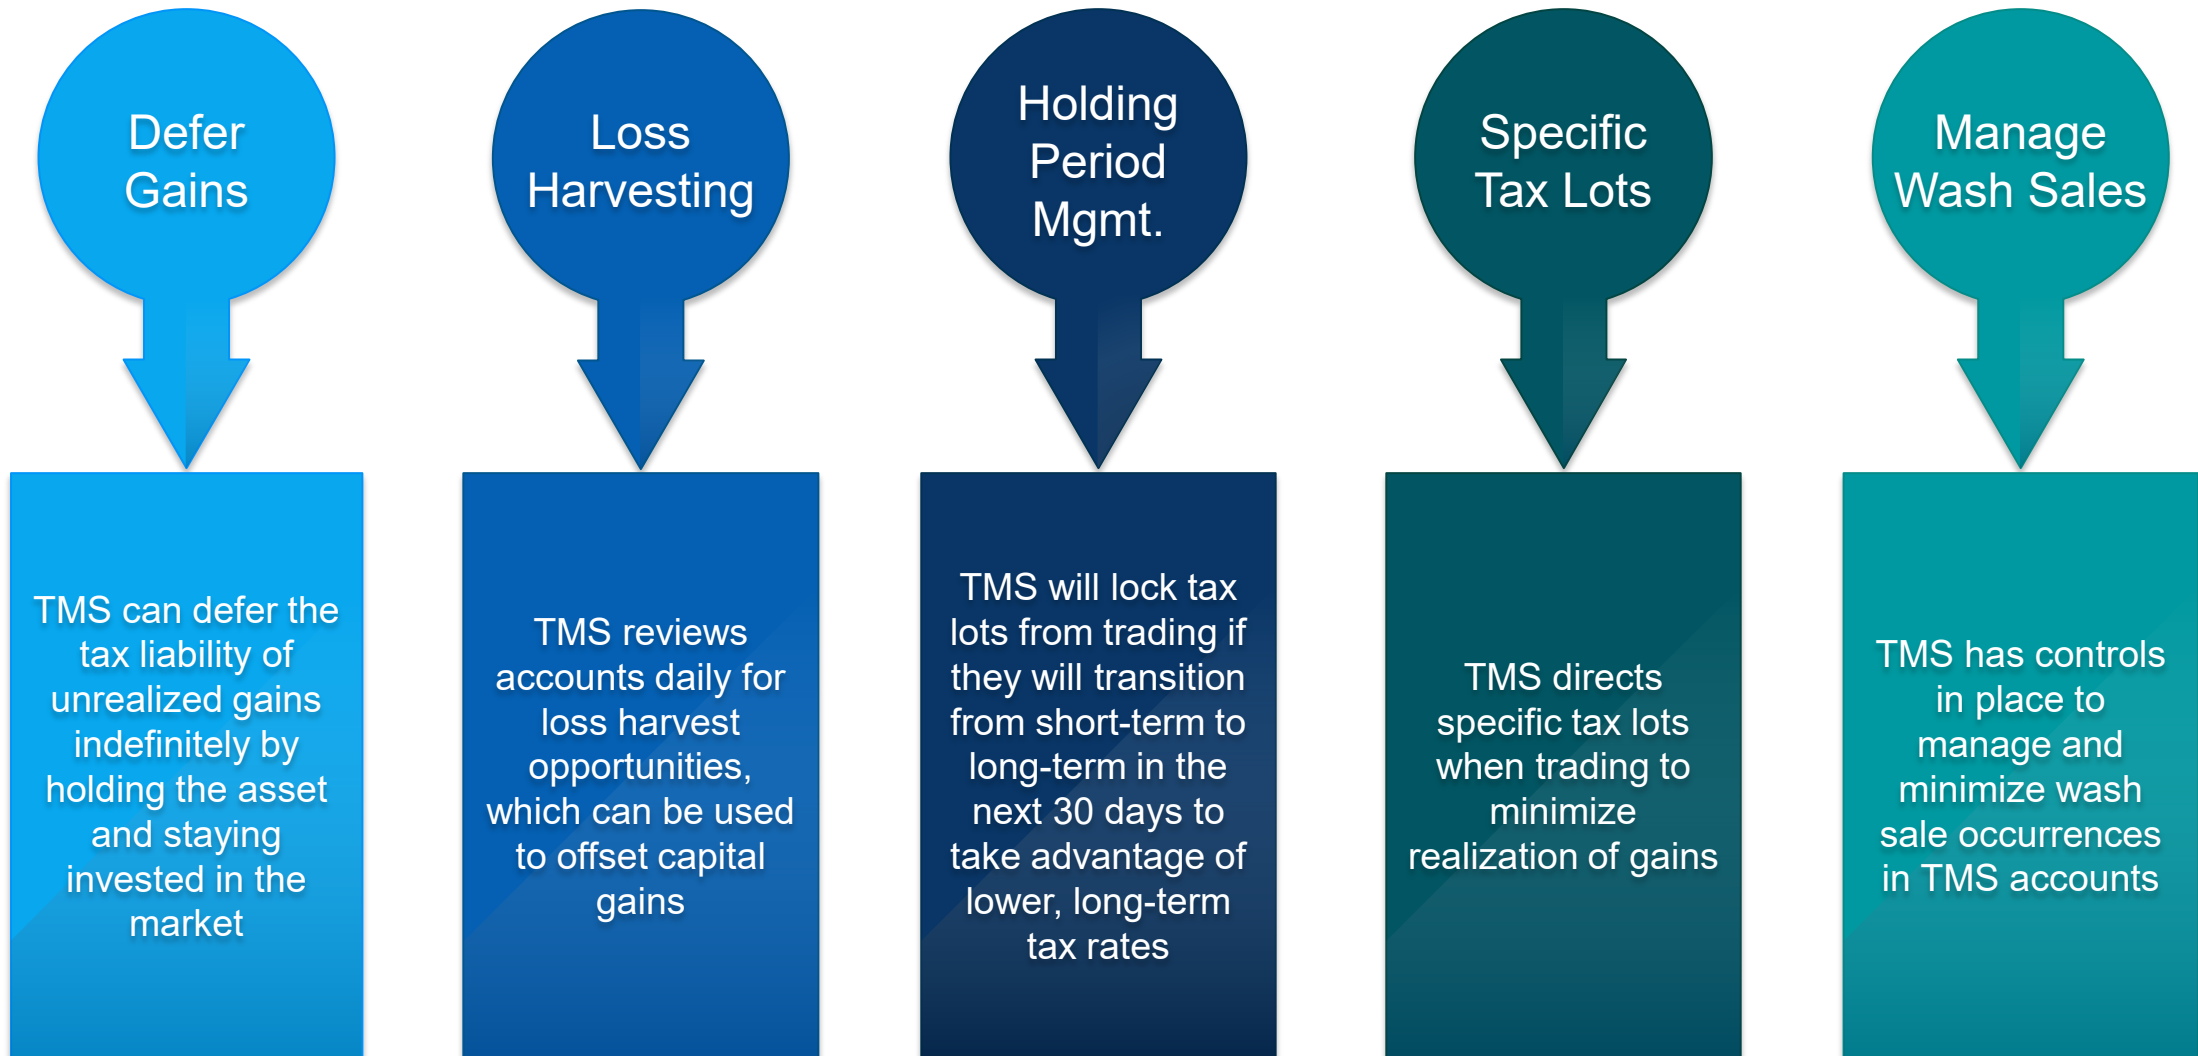 Defer
Gains
TMS can defer the
tax liability of
unrealized gains
indefinitely by
holding the asset
and staying
invested in the
market
Loss
Harvesting
TMS reviews
accounts daily for
loss harvest
opportunities,
which can be used
to offset capital
gains
Holding
Period
Mgmt.
TMS will lock tax
lots from trading if
they will transition
from short-term to
long-term in the
next 30 days to
take advantage of
lower, long-term
tax rates
Specific
Tax Lots
TMS directs
specific tax lots
when trading to
minimize
realization of gains
Manage
Wash Sales
TMS has controls
in place to
manage and
minimize wash
sale occurrences
in TMS accounts